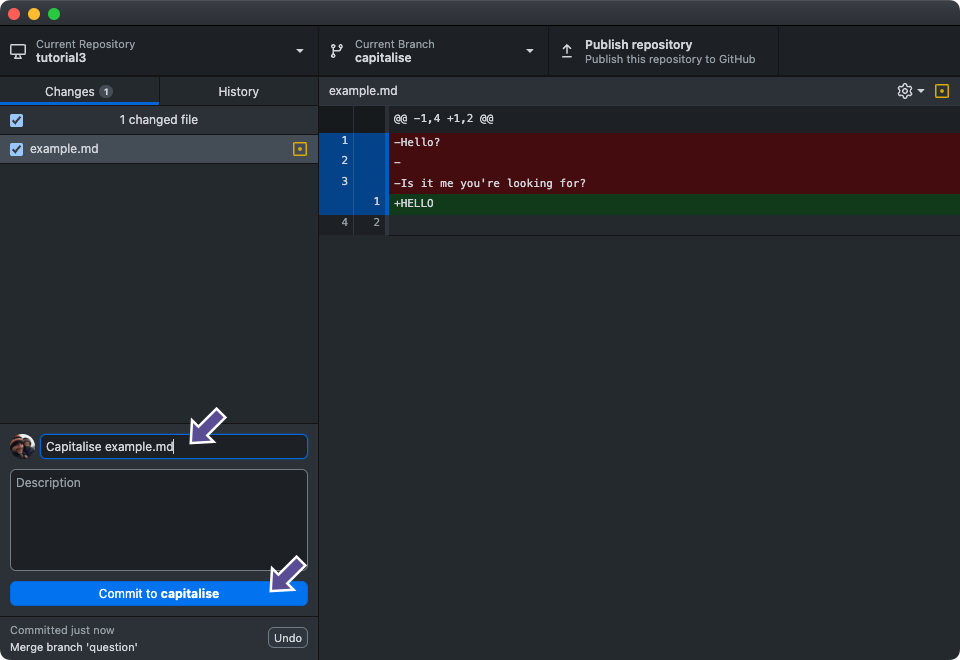 Current Repository
tutorial3
Current Branch
capitalise
Publish repository
Publish this repository to GitHub
Changes 1
History
1 changed file
example.md
example.md
@@ -1,4 +1,2 @@
1 -Hello?
2 -
3 -Is it me you're looking for?
1 +HELLO
4 2
Capitalise example.md
Description
Commit to capitalise
Committed just now
Merge branch 'question'
Undo